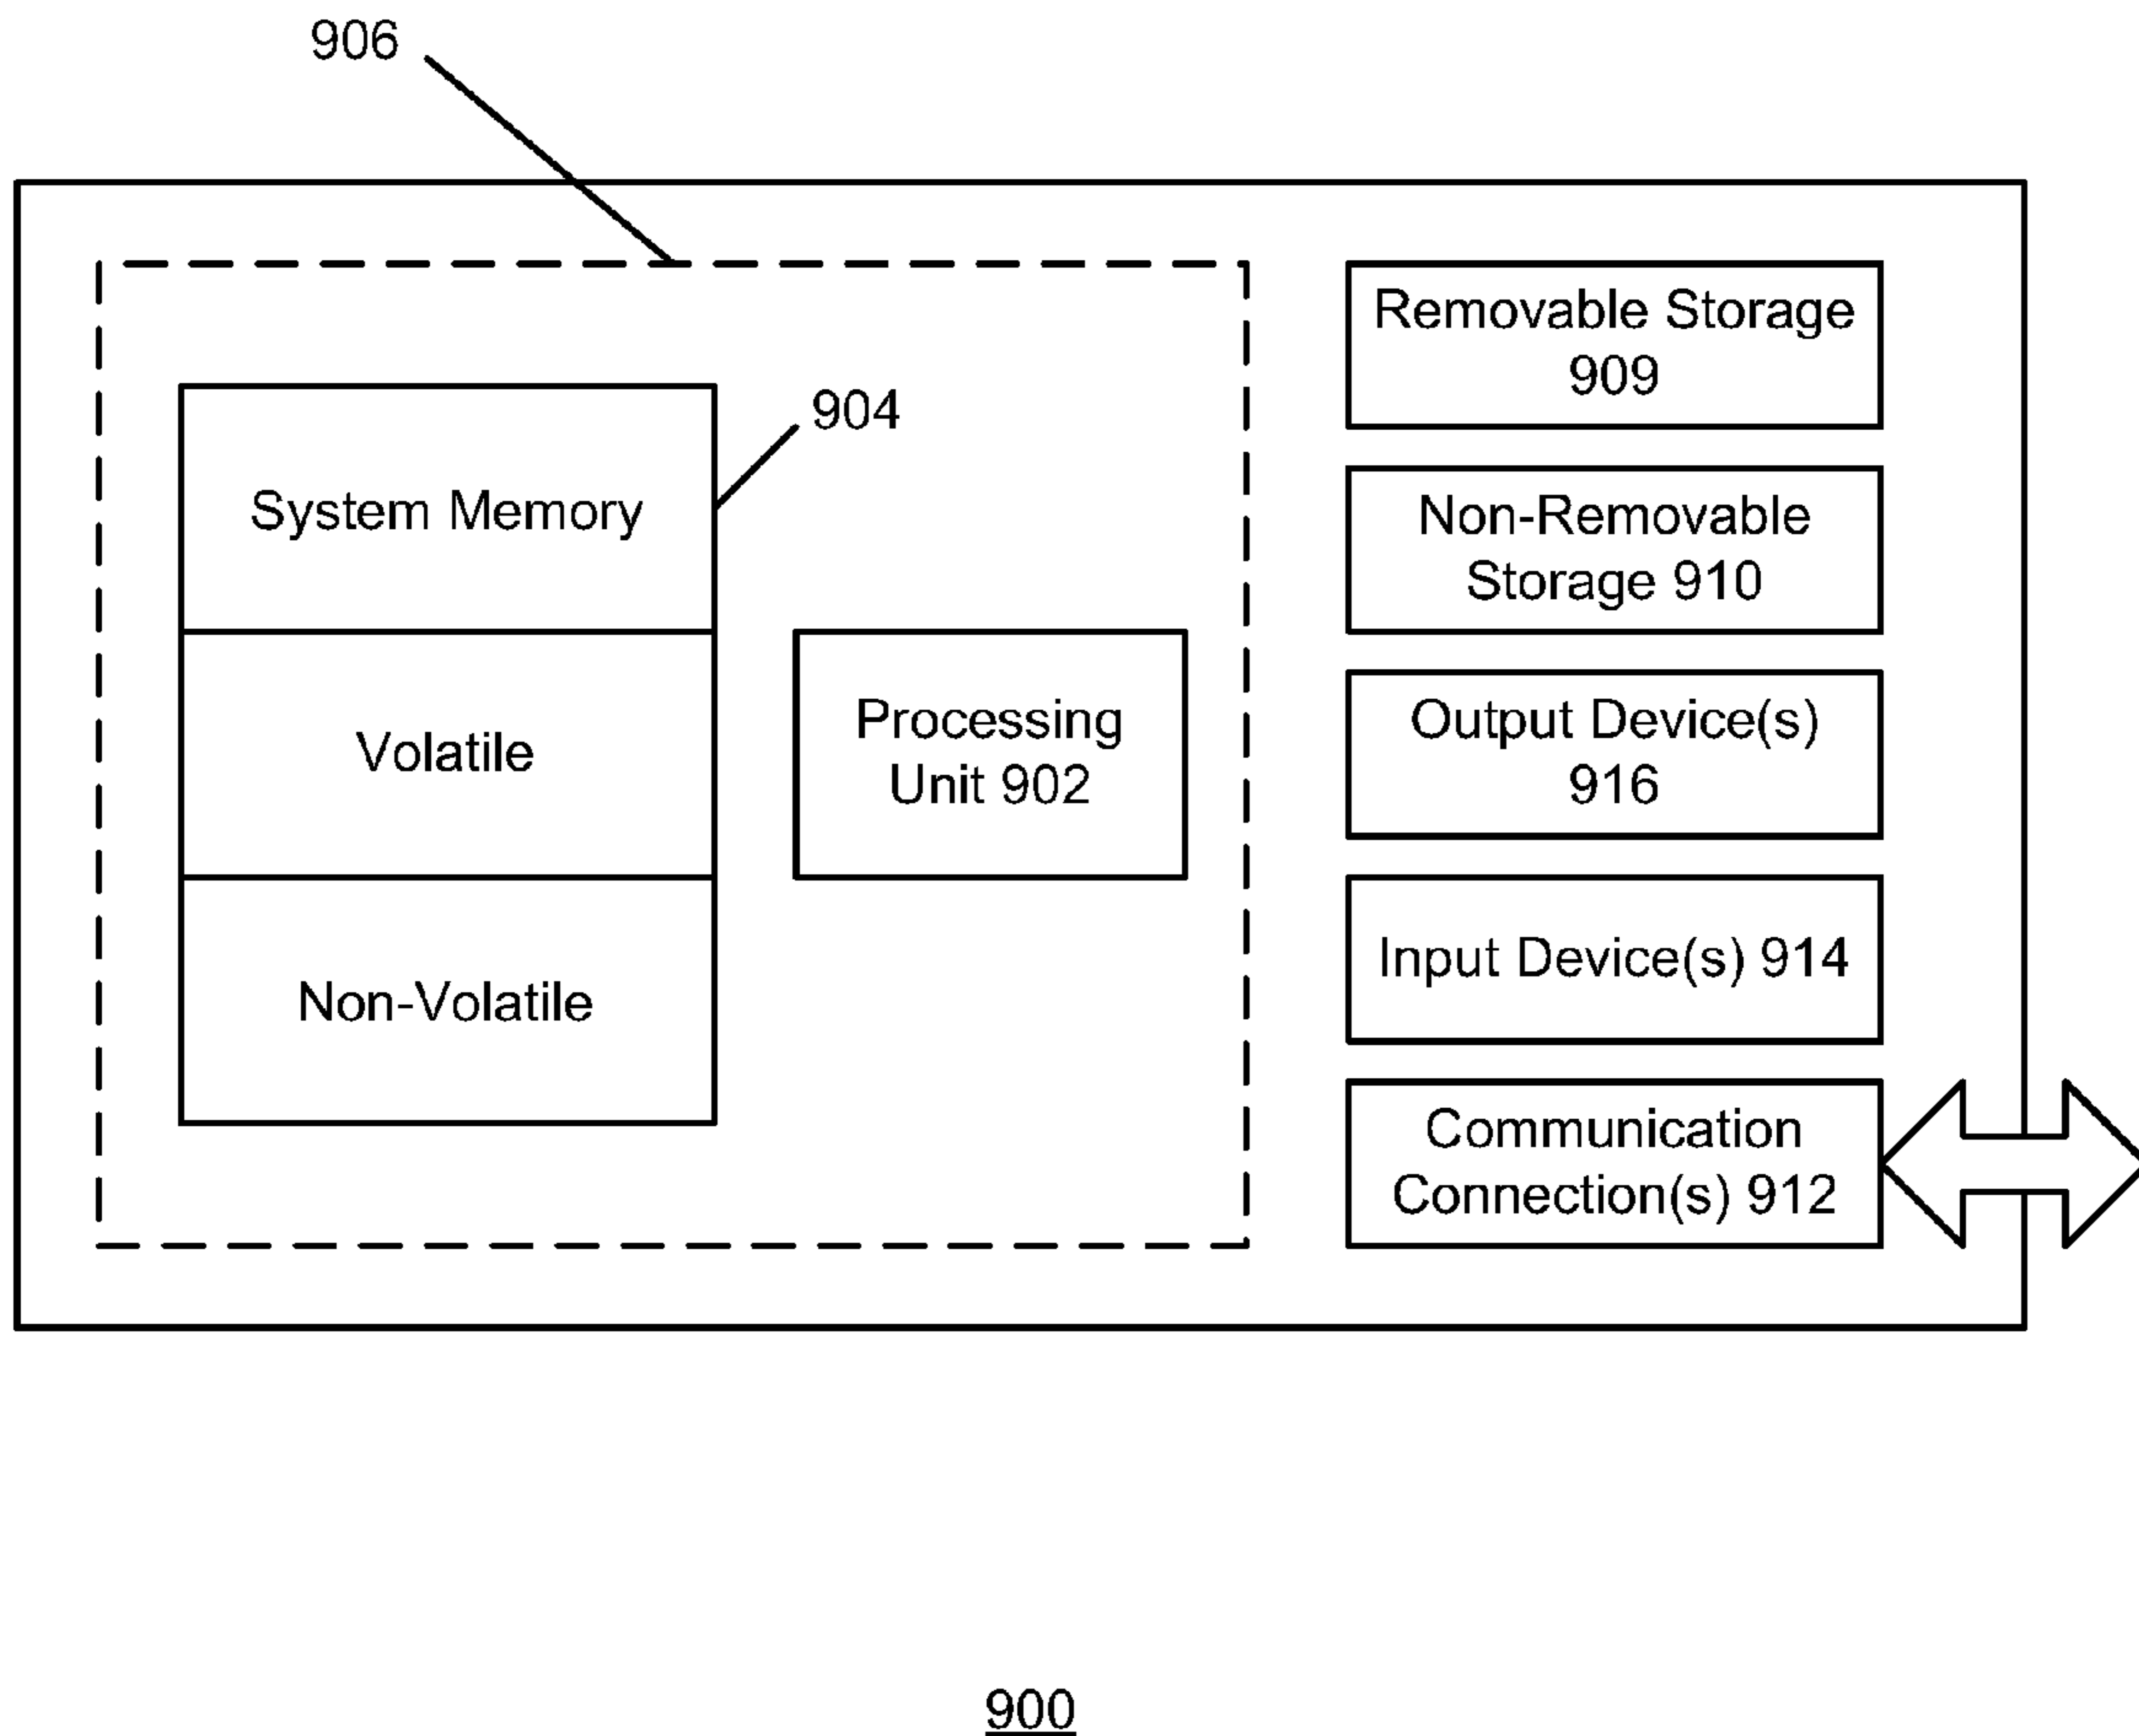 906
904
System Memory
Volatile
Non-Volatile
Processing
Unit 902
Removable Storage
909
Non-Removable
Storage 910
Output Device(s)
916
Input Device(s) 914
Communication
Connection(s) 912
900